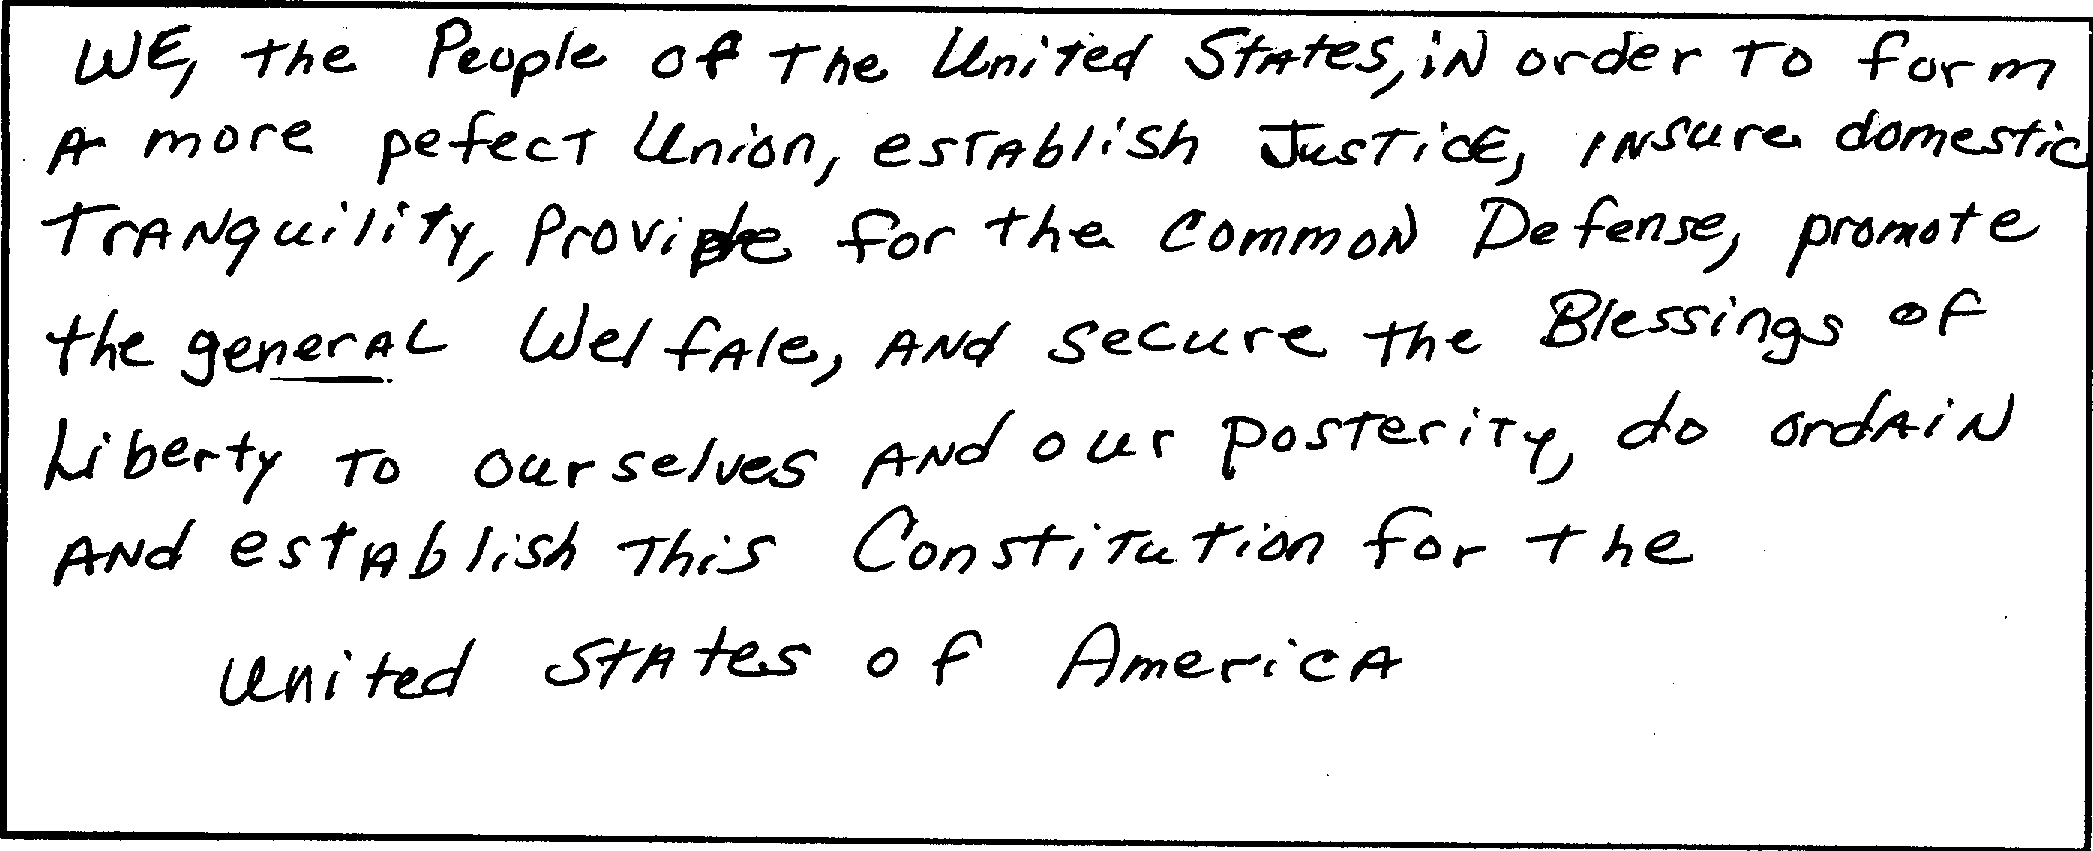 WE, the People of the United States, in order to form
A more pefect Union, establish Justice, insure domestic
Tranquility, Provide for the Common Defense, promote
the general Welfale, and secure the Blessings of
Liberty to ourselves and our posterity, do ordain
and establish this Constitution for the
United States of America